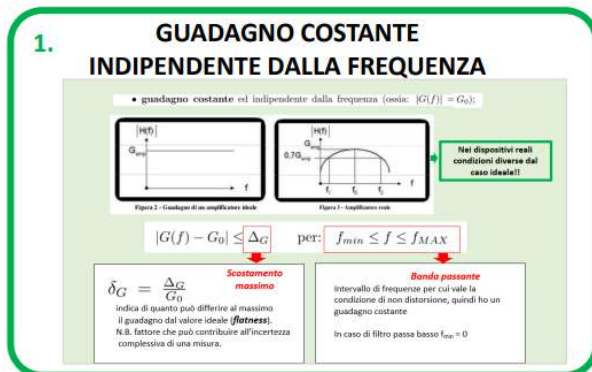 1.
GUADAGNO COSTANTE
INDIPENDENTE DALLA FREQUENZA
• guadagno costante ed indipendente dalla frequenza (ossia: |G(f)| = G₀);
|H(f)|
G_amp
f
|H(f)|
G_amp
0,7G_amp
f₀
f
Nei dispositivi reali
condizioni diverse dal
caso ideale!!
Figura 2 - Guadagno di un amplificatore ideale
Figura 3 - Amplificatore reale
|G(f) − G₀| ≤ Δ_G per: f_min ≤ f ≤ f_MAX
Scostamento
massimo
δ_G = Δ_G / G₀
indica di quanto può differire al massimo
il guadagno dal valore ideale (flatness).
N.B. fattore che può contribuire all'incertezza
complessiva di una misura.
Banda passante
Intervallo di frequenze per cui vale la
condizione di non distorsione, quindi ho un
guadagno costante
In caso di filtro passa basso f_min = 0